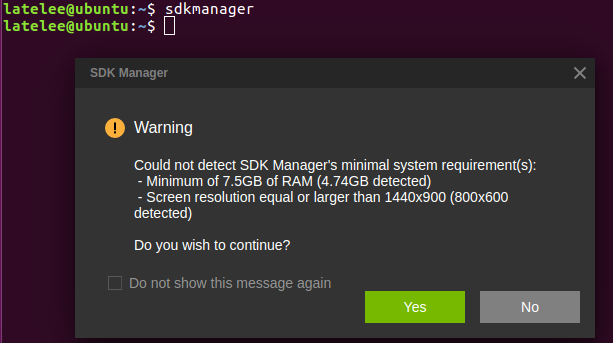 latelee@ubuntu:~$ sdkmanager
latelee@ubuntu:~$
SDK Manager
Warning
Could not detect SDK Manager's minimal system requirement(s):
- Minimum of 7.5GB of RAM (4.74GB detected)
- Screen resolution equal or larger than 1440x900 (800x600
detected)
Do you wish to continue?
Do not show this message again
Yes
No